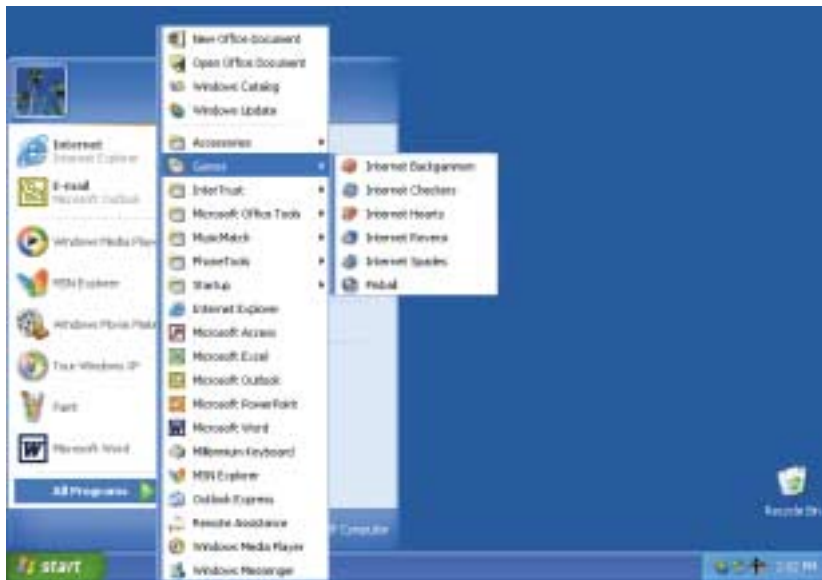 New Office Document
Open Office Document
Windows Catalog
Windows Update
Accessories
Games
InterTrust
Microsoft Office Tools
MusicMatch
PhoneTools
Startup
Internet Explorer
Microsoft Access
Microsoft Excel
Microsoft Outlook
Microsoft PowerPoint
Microsoft Word
Millennium Keyboard
MSN Explorer
Outlook Express
Remote Assistance
Windows Media Player
Windows Messenger
Internet Backgammon
Internet Checkers
Internet Hearts
Internet Reversi
Internet Spades
Pinball
Internet
Internet Explorer
E-mail
Microsoft Outlook
Windows Media Play
MSN Explorer
Windows Movie Make
Tour Windows XP
Paint
Microsoft Word
All Programs
Computer
start
Recycle Bin